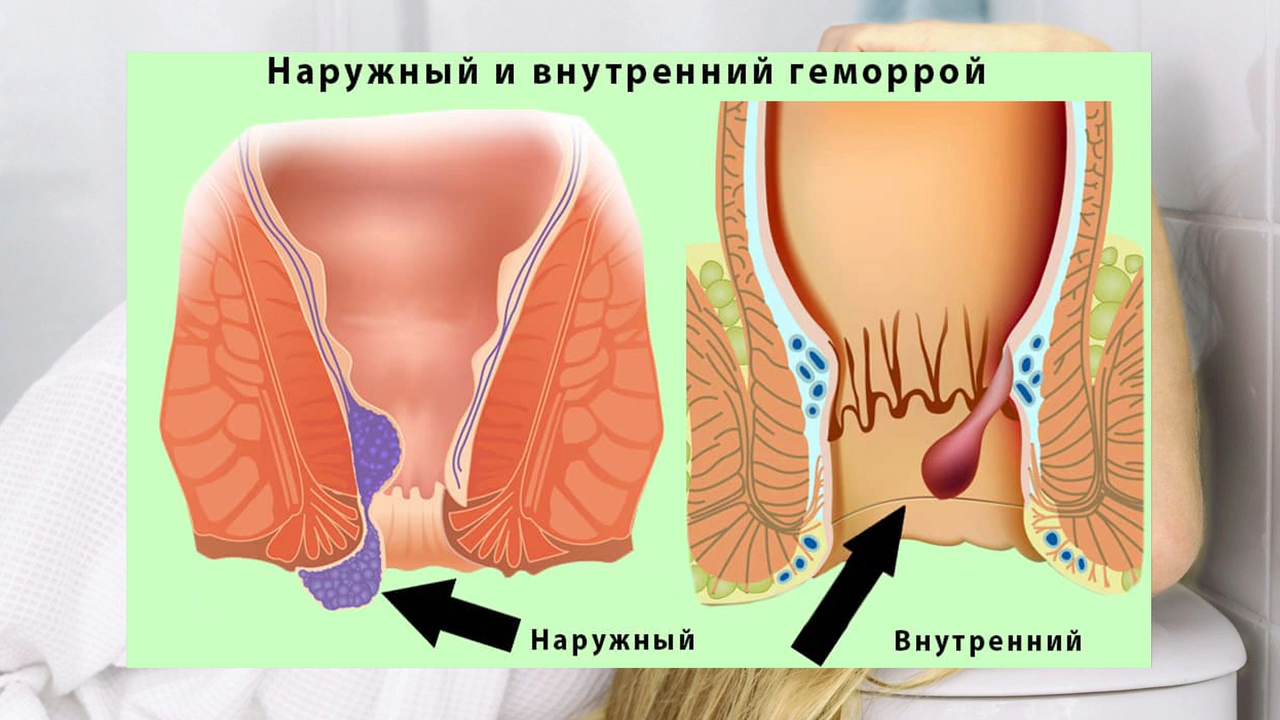 Наружный и внутренний геморрой
Наружный
Внутренний